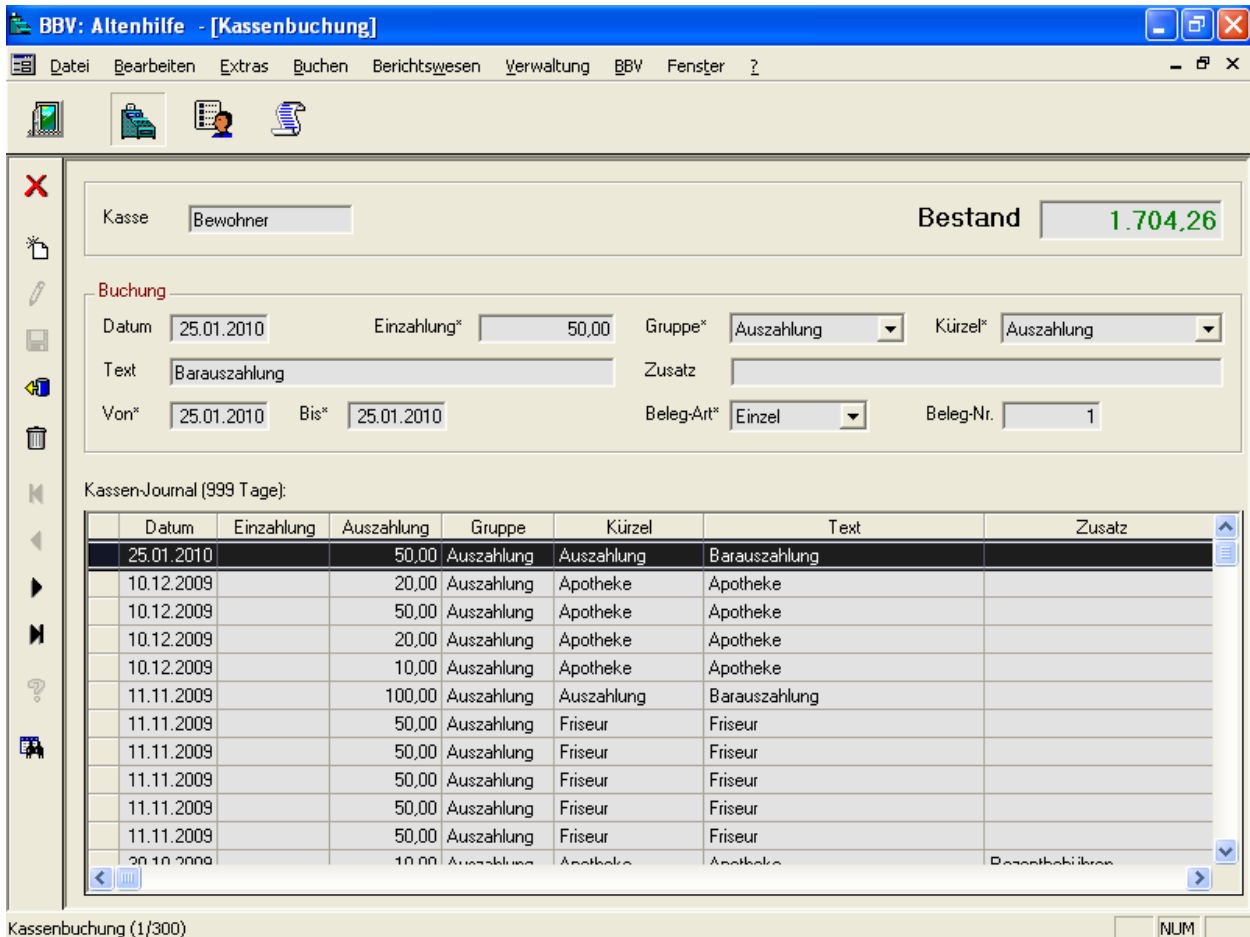 BBV: Altenhilfe - [Kassenbuchung]
Datei Bearbeiten Extras Buchen Berichtswesen Verwaltung BBV Fenster ?
Kasse Bewohner Bestand 1.704,26
Buchung
Datum 25.01.2010 Einzahlung* 50,00 Gruppe* Auszahlung Kürzel* Auszahlung
Text Barauszahlung Zusatz
Von* 25.01.2010 Bis* 25.01.2010 Beleg-Art* Einzel Beleg-Nr. 1
Kassen-Journal (999 Tage):
Datum Einzahlung Auszahlung Gruppe Kürzel Text Zusatz
25.01.2010 50,00 Auszahlung Auszahlung Barauszahlung
10.12.2009 20,00 Auszahlung Apotheke Apotheke
10.12.2009 50,00 Auszahlung Apotheke Apotheke
10.12.2009 20,00 Auszahlung Apotheke Apotheke
10.12.2009 10,00 Auszahlung Apotheke Apotheke
11.11.2009 100,00 Auszahlung Auszahlung Barauszahlung
11.11.2009 50,00 Auszahlung Friseur Friseur
11.11.2009 50,00 Auszahlung Friseur Friseur
11.11.2009 50,00 Auszahlung Friseur Friseur
11.11.2009 50,00 Auszahlung Friseur Friseur
11.11.2009 50,00 Auszahlung Friseur Friseur
10,00 Auszahlung Apotheke Apotheke Rezeptgebühren
Kassenbuchung (1/300) NUM